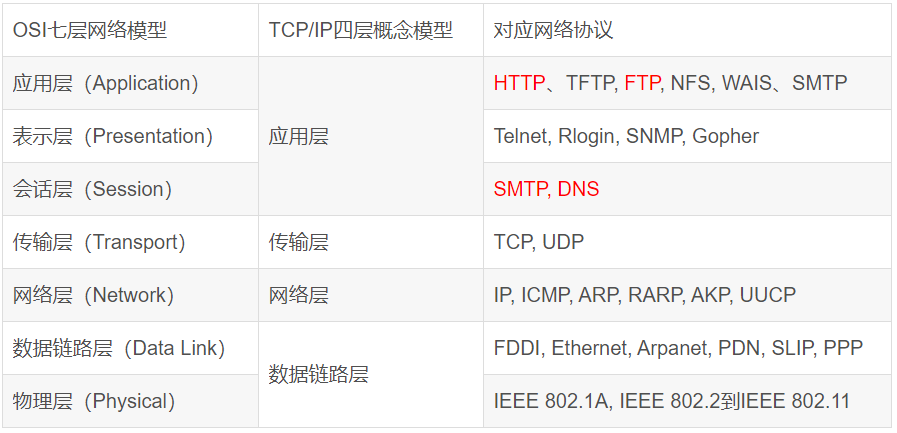 OSI七层网络模型 TCP/IP四层概念模型 对应网络协议
应用层（Application） HTTP、TFTP, FTP, NFS, WAIS、SMTP
表示层（Presentation） 应用层 Telnet, Rlogin, SNMP, Gopher
会话层（Session） SMTP, DNS
传输层（Transport） 传输层 TCP, UDP
网络层（Network） 网络层 IP, ICMP, ARP, RARP, AKP, UUCP
数据链路层（Data Link） FDDI, Ethernet, Arpanet, PDN, SLIP, PPP
数据链路层
物理层（Physical） IEEE 802.1A, IEEE 802.2到IEEE 802.11